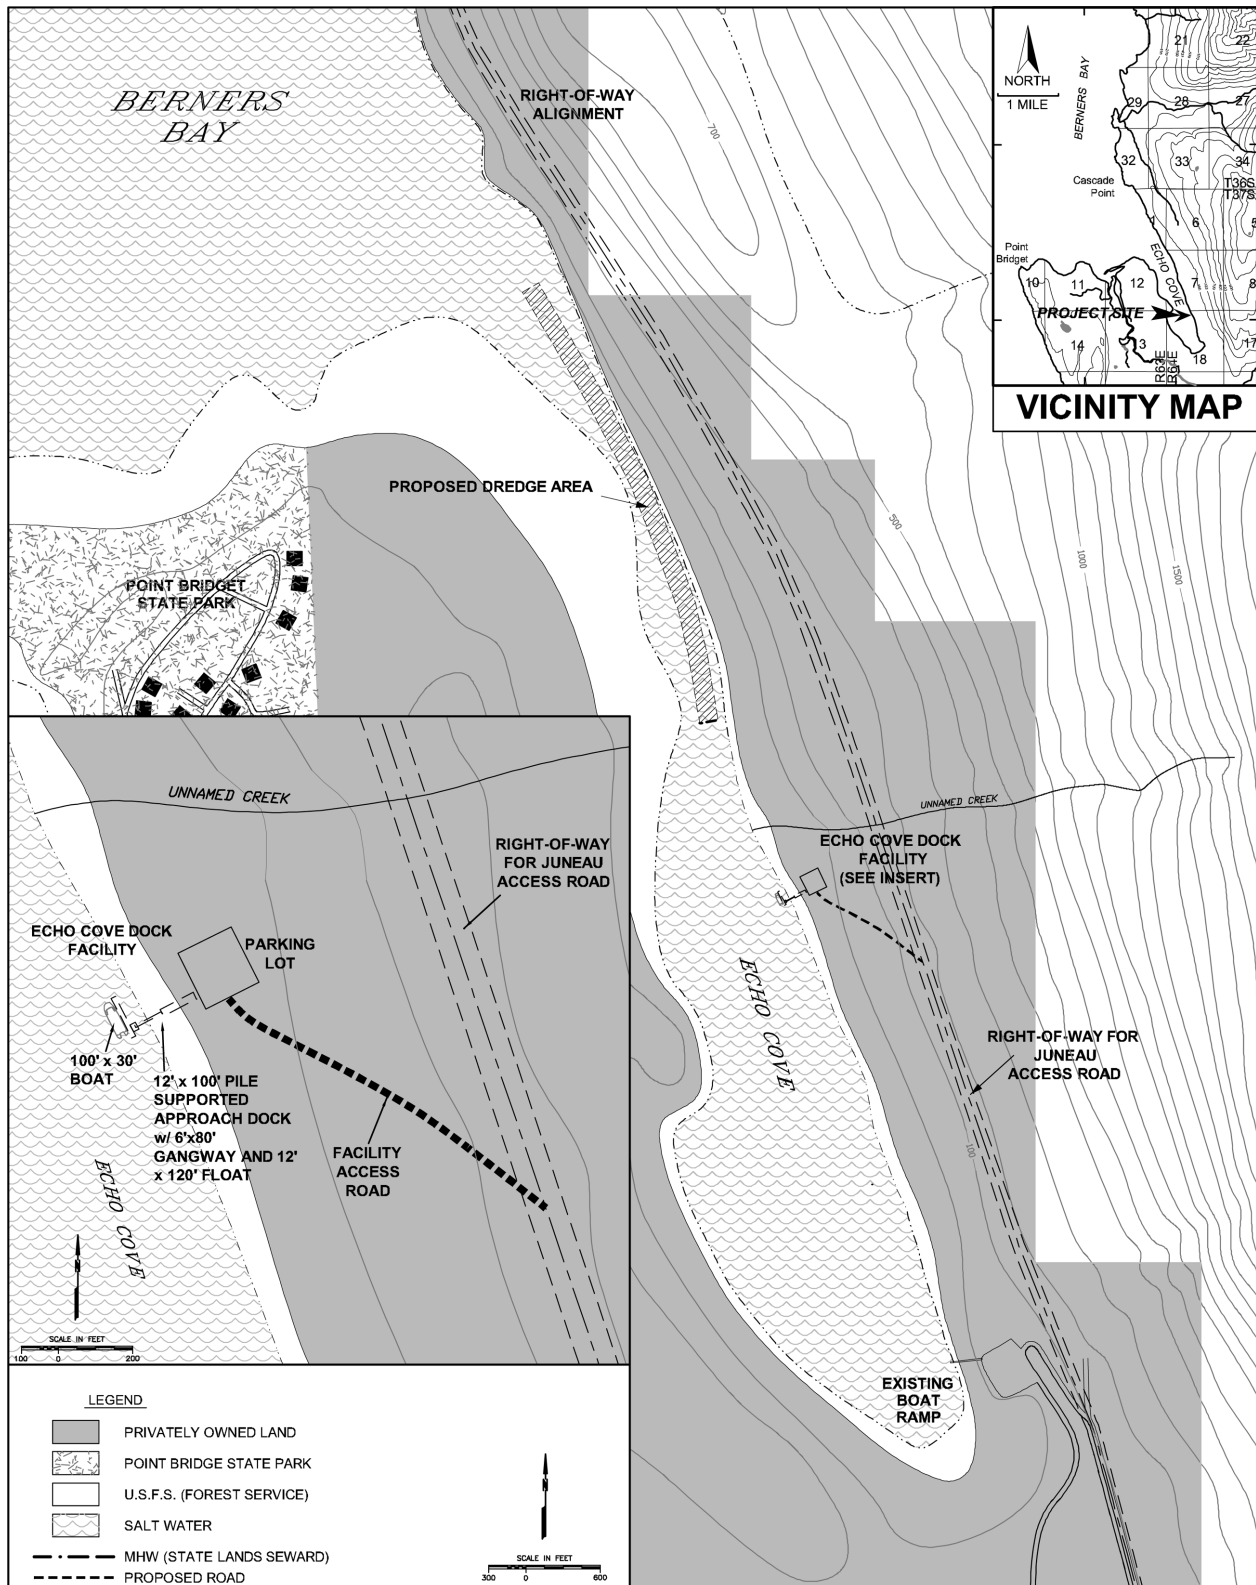 BERNERS
BAY
RIGHT-OF-WAY
ALIGNMENT
700
PROPOSED DREDGE AREA
500
1000
1500
POINT BRIDGET
STATE PARK
UNNAMED CREEK
ECHO COVE DOCK
FACILITY
(SEE INSERT)
ECHO COVE
RIGHT-OF-WAY FOR
JUNEAU
ACCESS ROAD
100
EXISTING
BOAT
RAMP
NORTH
1 MILE
BERNERS BAY
21
22
29
28
27
32
33
34
Cascade
Point
T36S
T37S
1
6
5
Point
Bridget
ECHO COVE
10
11
12
7
8
PROJECT SITE
14
13
18
17
R63E
R64E
VICINITY MAP
UNNAMED CREEK
RIGHT-OF-WAY
FOR JUNEAU
ACCESS ROAD
ECHO COVE DOCK
FACILITY
PARKING
LOT
100' x 30'
BOAT
12' x 100' PILE
SUPPORTED
APPROACH DOCK
w/ 6'x80'
GANGWAY AND 12'
x 120' FLOAT
FACILITY
ACCESS
ROAD
ECHO COVE
N
SCALE IN FEET
100 0 200
LEGEND
PRIVATELY OWNED LAND
POINT BRIDGE STATE PARK
U.S.F.S. (FOREST SERVICE)
SALT WATER
MHW (STATE LANDS SEWARD)
PROPOSED ROAD
N
SCALE IN FEET
300 0 600